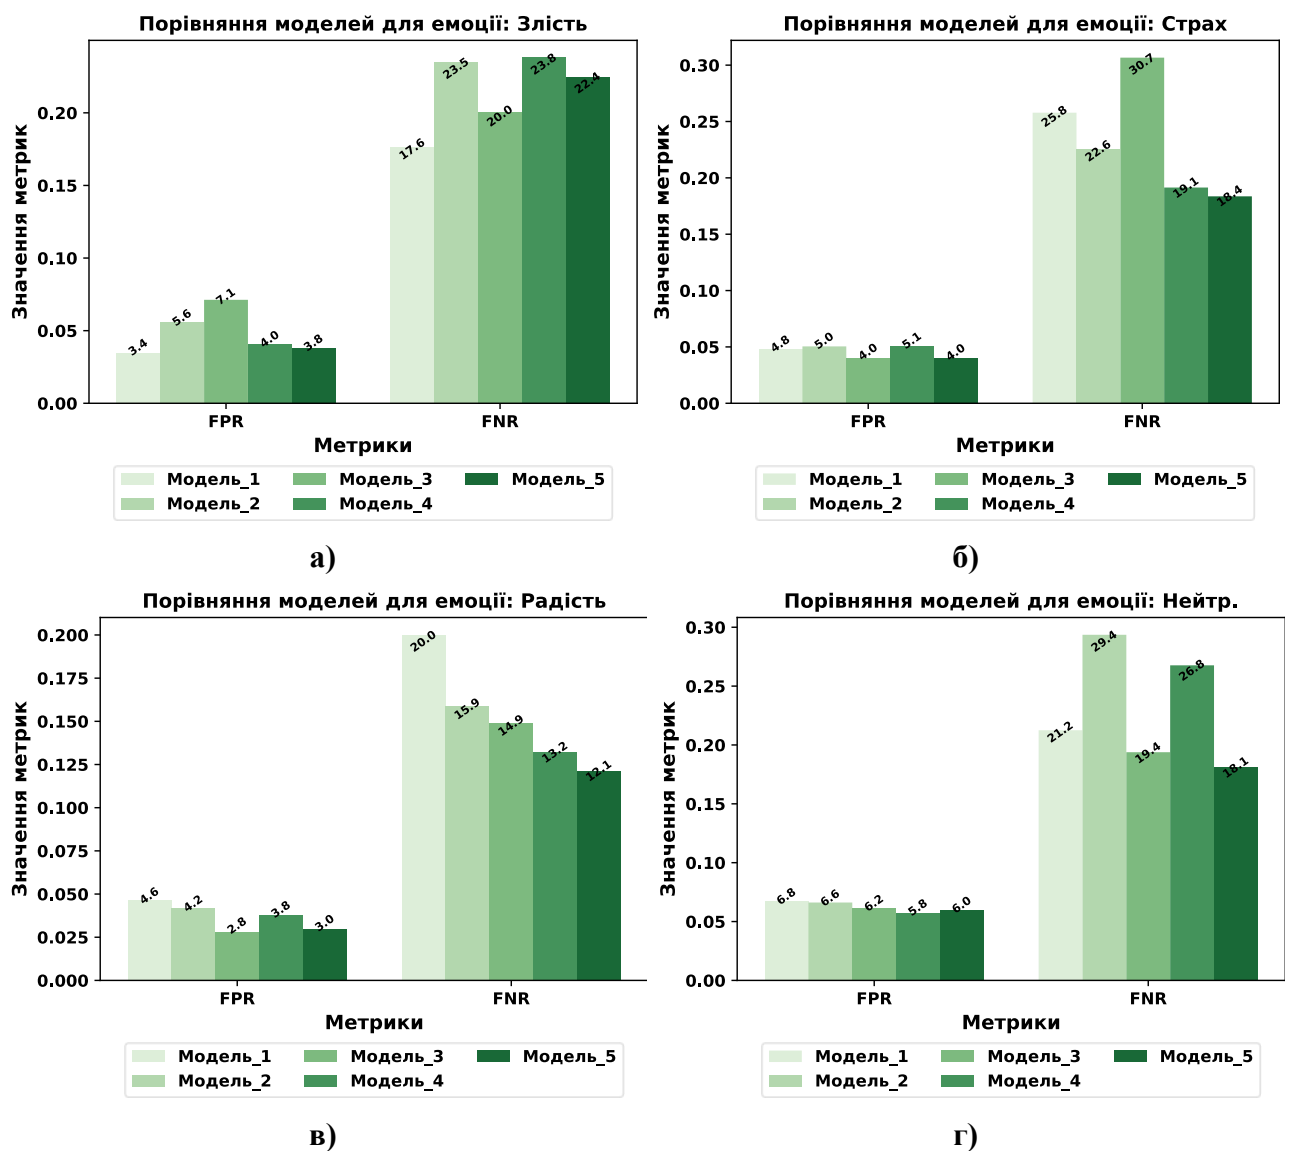 Порівняння моделей для емоції: Злість
Значення метрик
0.20
0.15
0.10
0.05
0.00
3.4
5.6
7.1
4.0
3.8
17.6
23.5
20.0
23.8
22.4
FPR
FNR
Метрики
Модель_1
Модель_3
Модель_5
Модель_2
Модель_4
а)
Порівняння моделей для емоції: Страх
Значення метрик
0.30
0.25
0.20
0.15
0.10
0.05
0.00
4.8
5.0
4.0
5.1
4.0
25.8
22.6
30.7
19.1
18.4
FPR
FNR
Метрики
Модель_1
Модель_3
Модель_5
Модель_2
Модель_4
б)
Порівняння моделей для емоції: Радість
Значення метрик
0.200
0.175
0.150
0.125
0.100
0.075
0.050
0.025
0.000
4.6
4.2
2.8
3.8
3.0
20.0
15.9
14.9
13.2
12.1
FPR
FNR
Метрики
Модель_1
Модель_3
Модель_5
Модель_2
Модель_4
в)
Порівняння моделей для емоції: Нейтр.
Значення метрик
0.30
0.25
0.20
0.15
0.10
0.05
0.00
6.8
6.6
6.2
5.8
6.0
21.2
29.4
19.4
26.8
18.1
FPR
FNR
Метрики
Модель_1
Модель_3
Модель_5
Модель_2
Модель_4
г)